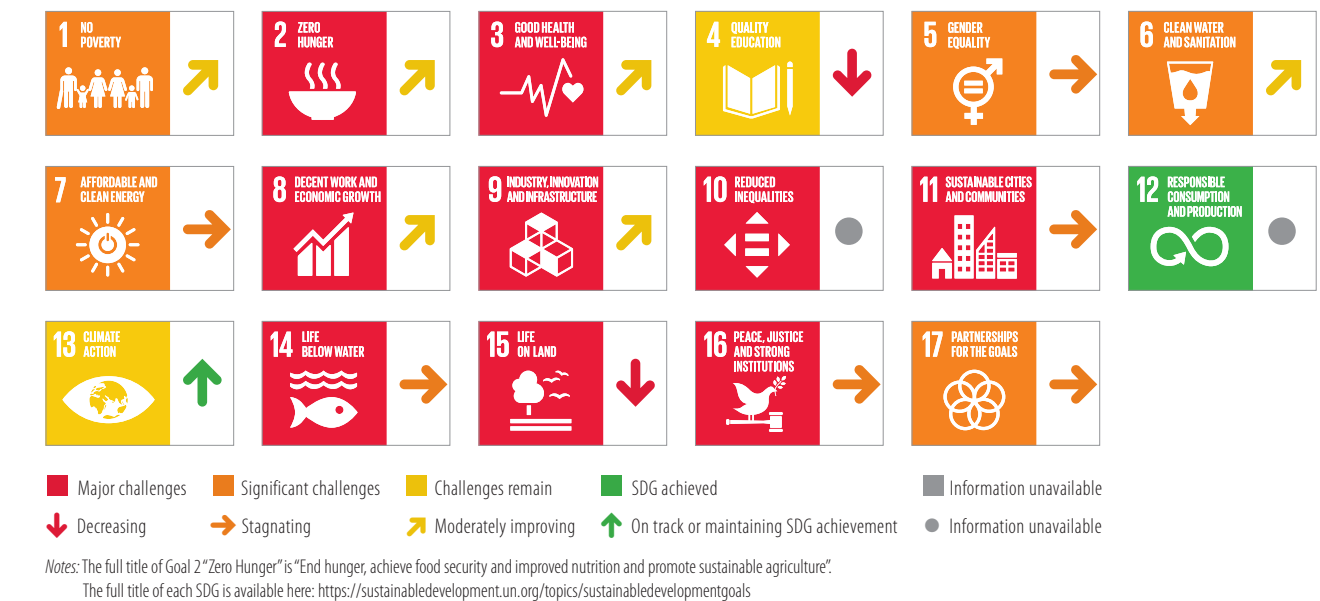 1 NO
POVERTY
2 ZERO
HUNGER
3 GOOD HEALTH
AND WELL-BEING
4 QUALITY
EDUCATION
5 GENDER
EQUALITY
6 CLEAN WATER
AND SANITATION
7 AFFORDABLE AND
CLEAN ENERGY
8 DECENT WORK AND
ECONOMIC GROWTH
9 INDUSTRY, INNOVATION
AND INFRASTRUCTURE
10 REDUCED
INEQUALITIES
11 SUSTAINABLE CITIES
AND COMMUNITIES
12 RESPONSIBLE
CONSUMPTION
AND PRODUCTION
13 CLIMATE
ACTION
14 LIFE
BELOW WATER
15 LIFE
ON LAND
16 PEACE, JUSTICE
AND STRONG
INSTITUTIONS
17 PARTNERSHIPS
FOR THE GOALS
Major challenges Significant challenges Challenges remain SDG achieved Information unavailable
Decreasing Stagnating Moderately improving On track or maintaining SDG achievement Information unavailable
Notes: The full title of Goal 2 “Zero Hunger” is “End hunger, achieve food security and improved nutrition and promote sustainable agriculture”.
The full title of each SDG is available here: https://sustainabledevelopment.un.org/topics/sustainabledevelopmentgoals